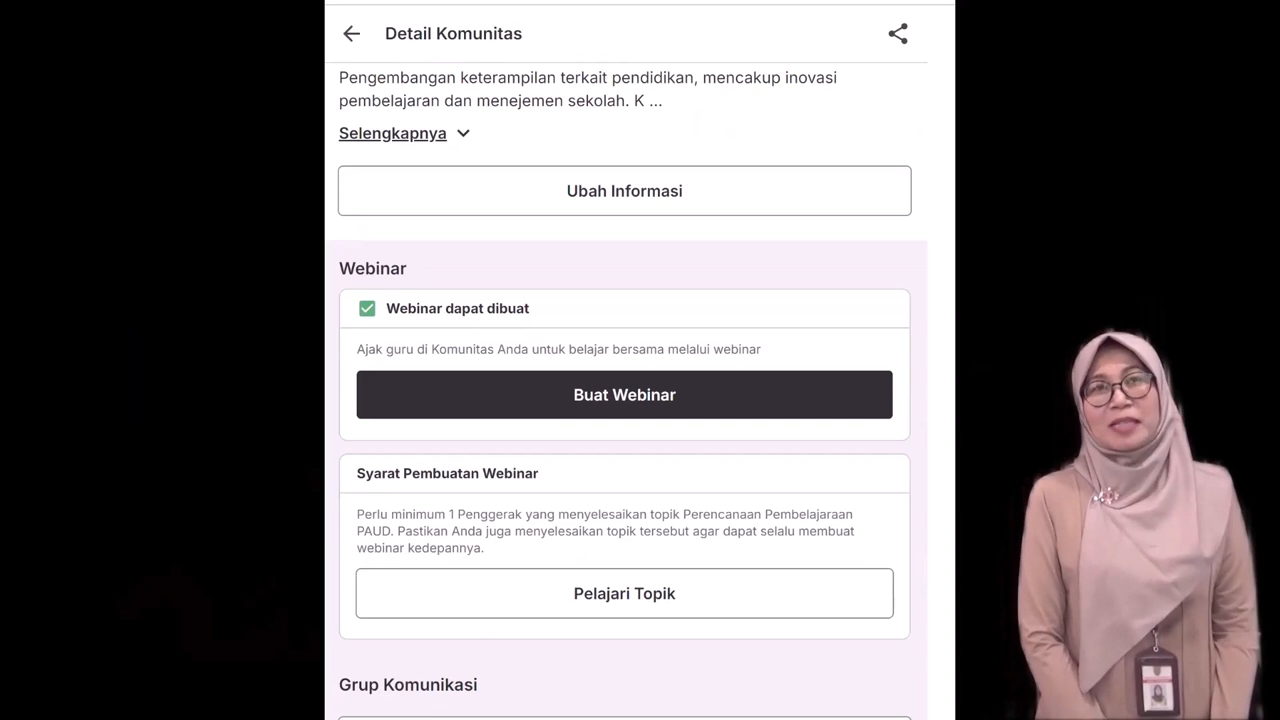 Detail Komunitas
Pengembangan keterampilan terkait pendidikan, mencakup inovasi
pembelajaran dan menejemen sekolah. K ...
Selengkapnya
Ubah Informasi
Webinar
Webinar dapat dibuat
Ajak guru di Komunitas Anda untuk belajar bersama melalui webinar
Buat Webinar
Syarat Pembuatan Webinar
Perlu minimum 1 Penggerak yang menyelesaikan topik Perencanaan Pembelajaraan
PAUD. Pastikan Anda juga menyelesaikan topik tersebut agar dapat selalu membuat
webinar kedepannya.
Pelajari Topik
Grup Komunikasi